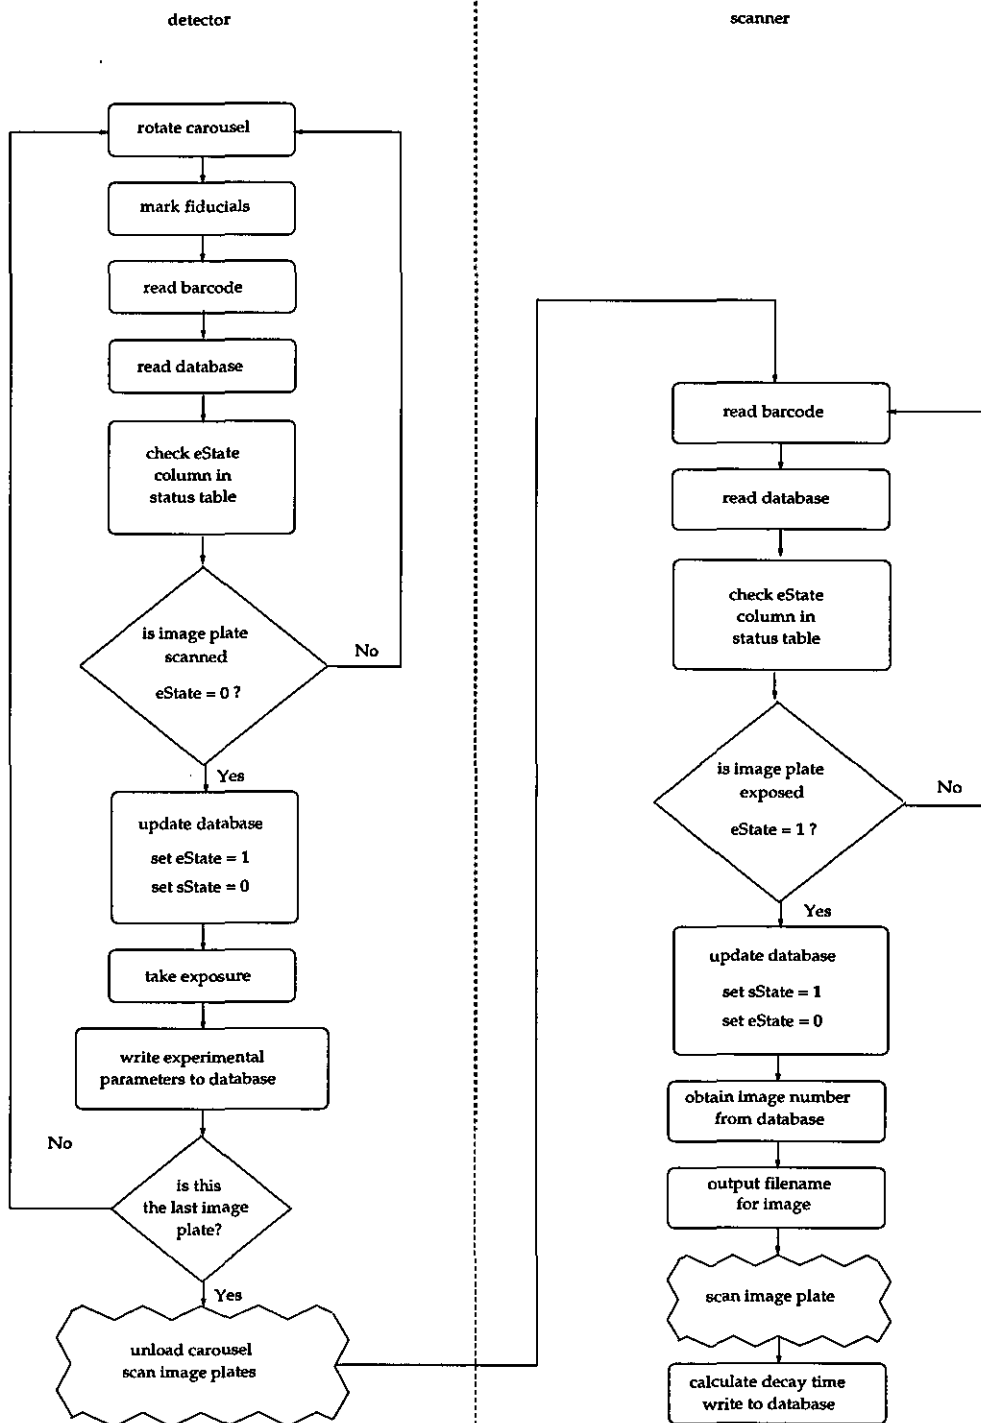 detector
rotate carousel
mark fiducials
read barcode
read database
check eState
column in
status table
is image plate
scanned
eState = 0 ?
No
Yes
update database
set eState = 1
set sState = 0
take exposure
write experimental
parameters to database
No
is this
the last image
plate?
Yes
unload carousel
scan image plates
scanner
read barcode
read database
check eState
column in
status table
is image plate
exposed
eState = 1 ?
No
Yes
update database
set sState = 1
set eState = 0
obtain image number
from database
output filename
for image
scan image plate
calculate decay time
write to database